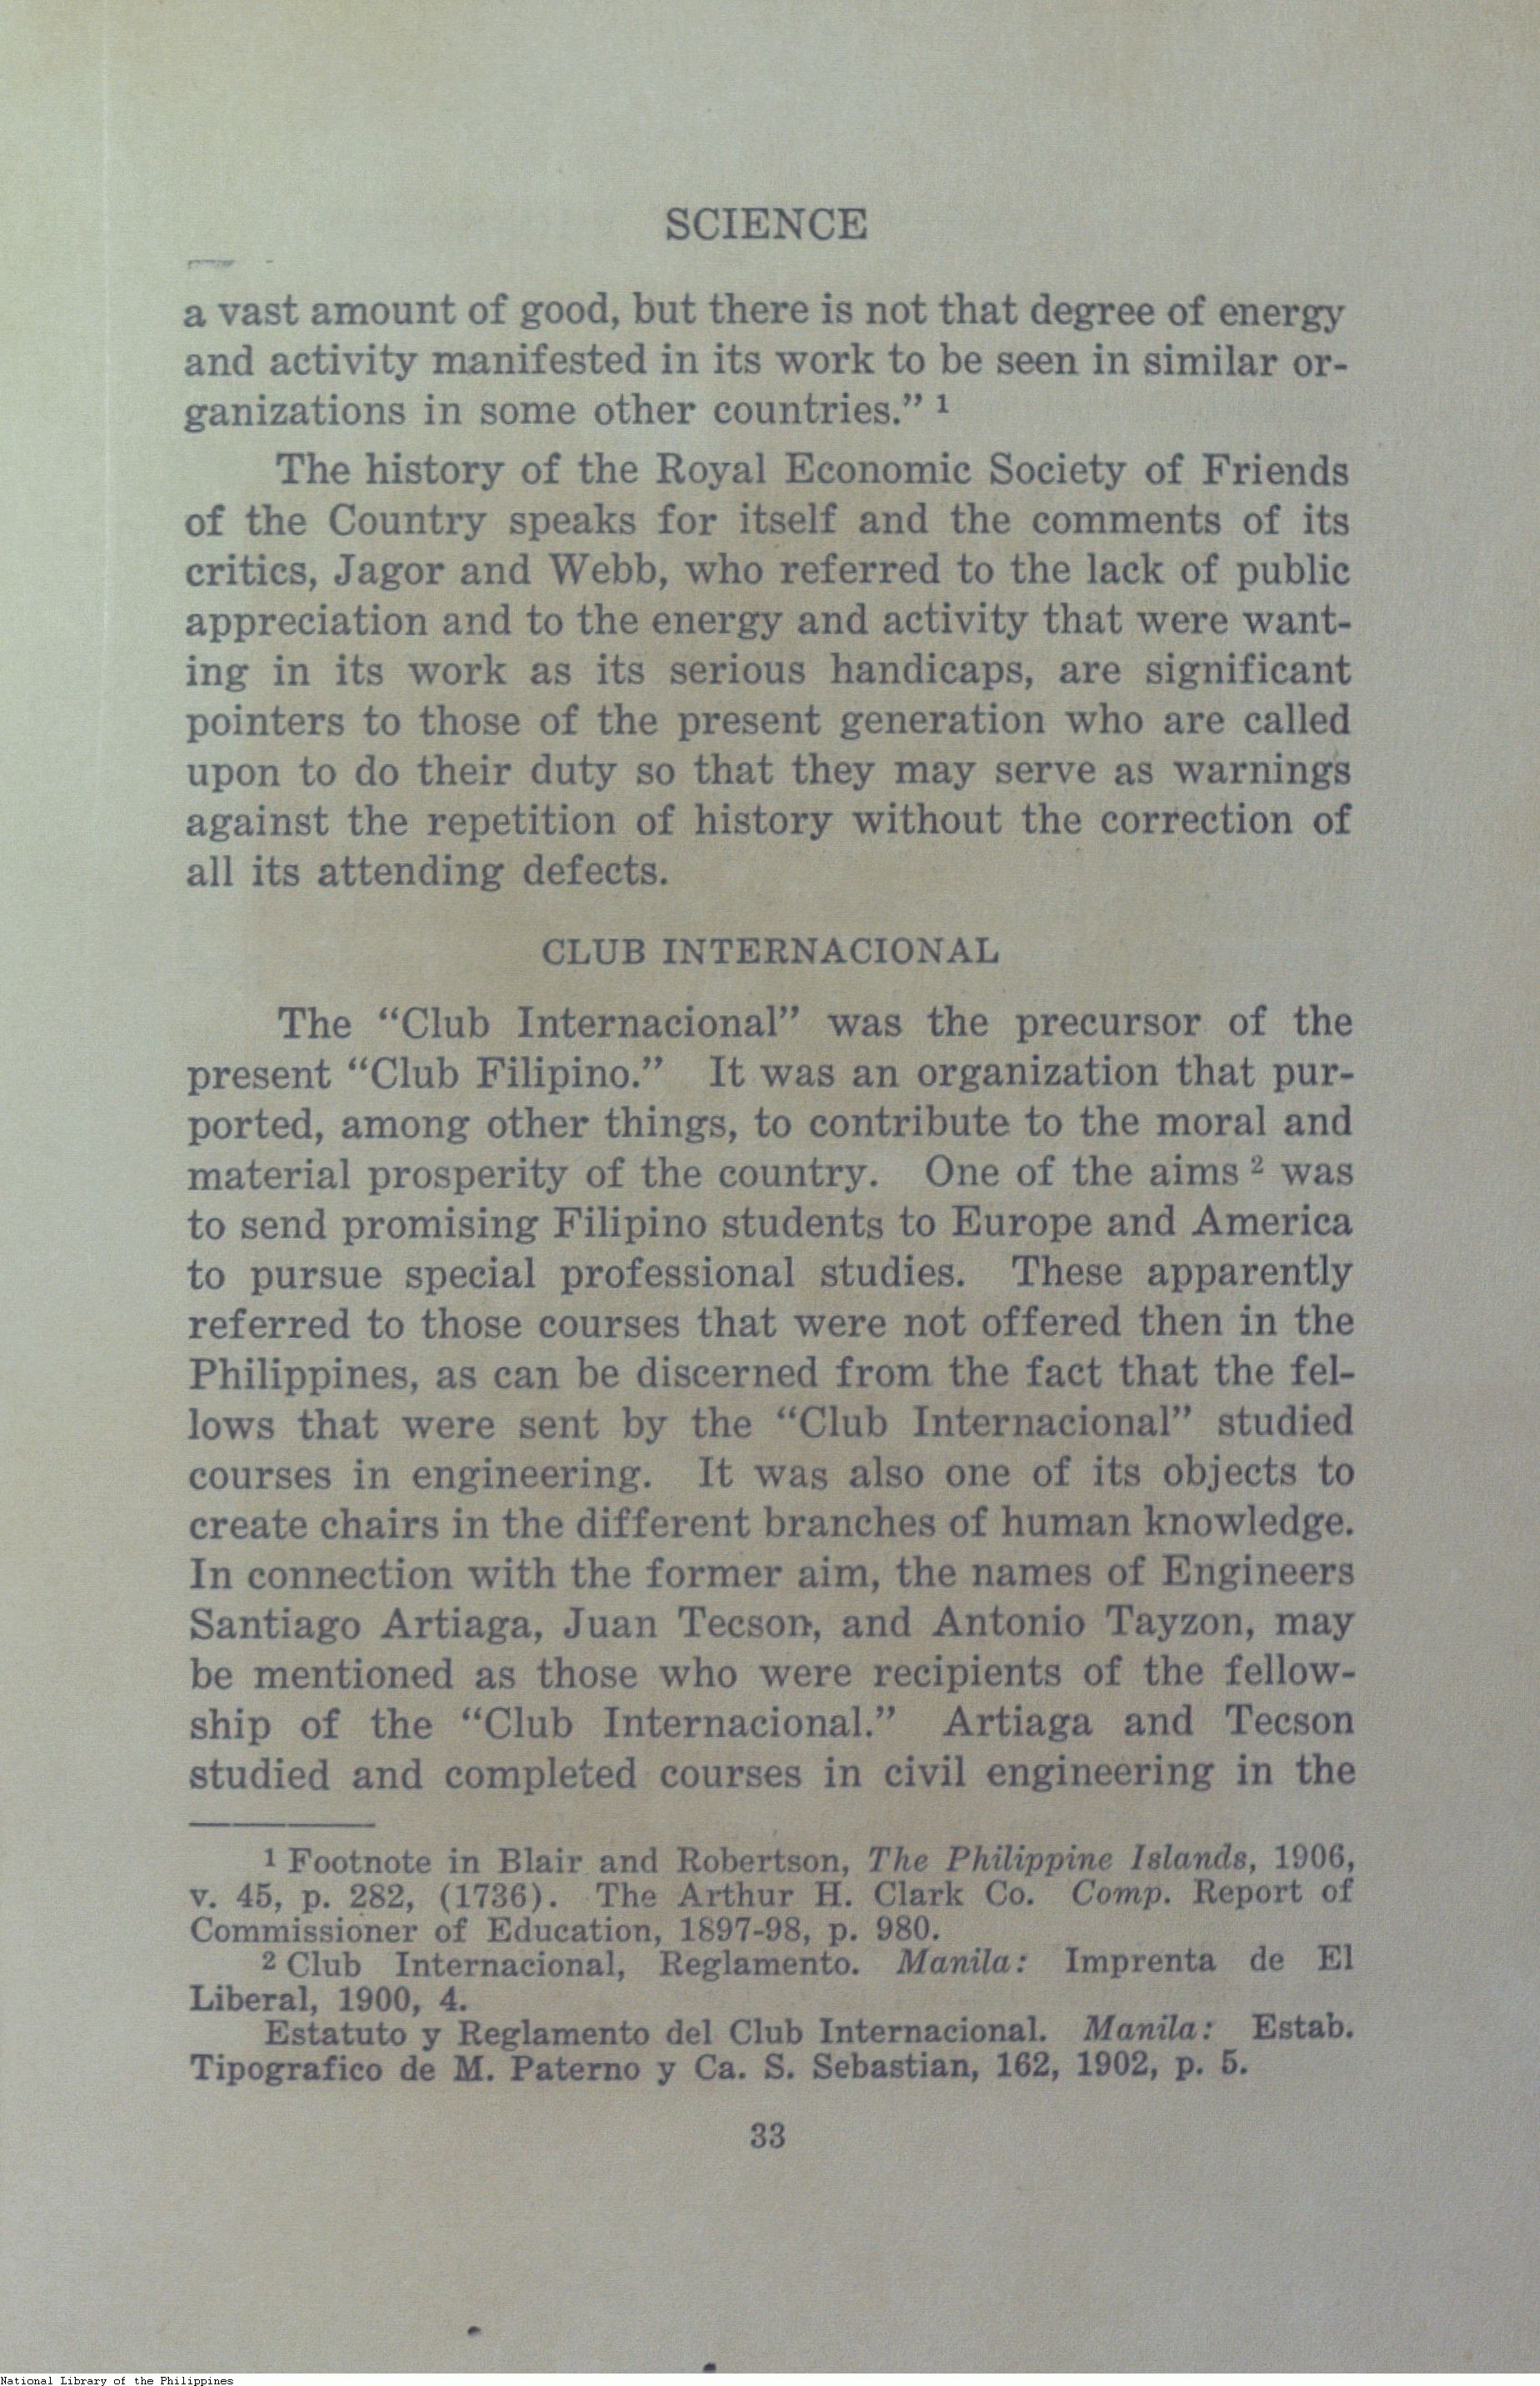 SCIENCE
a vast amount of good, but there is not that degree of energy
and activity manifested in its work to be seen in similar or-
ganizations in some other countries.” 1
The history of the Royal Economic Society of Friends
of the Country speaks for itself and the comments of its
critics, Jagor and Webb, who referred to the lack of public
appreciation and to the energy and activity that were want-
ing in its work as its serious handicaps, are significant
pointers to those of the present generation who are called
upon to do their duty so that they may serve as warnings
against the repetition of history without the correction of
all its attending defects.
CLUB INTERNACIONAL
The “Club Internacional” was the precursor of the
present “Club Filipino.” It was an organization that pur-
ported, among other things, to contribute to the moral and
material prosperity of the country. One of the aims 2 was
to send promising Filipino students to Europe and America
to pursue special professional studies. These apparently
referred to those courses that were not offered then in the
Philippines, as can be discerned from the fact that the fel-
lows that were sent by the “Club Internacional” studied
courses in engineering. It was also one of its objects to
create chairs in the different branches of human knowledge.
In connection with the former aim, the names of Engineers
Santiago Artiaga, Juan Tecson, and Antonio Tayzon, may
be mentioned as those who were recipients of the fellow-
ship of the “Club Internacional.” Artiaga and Tecson
studied and completed courses in civil engineering in the
1 Footnote in Blair and Robertson, The Philippine Islands, 1906,
v. 45, p. 282, (1736). The Arthur H. Clark Co. Comp. Report of
Commissioner of Education, 1897-98, p. 980.
2 Club Internacional, Reglamento. Manila: Imprenta de El
Liberal, 1900, 4.
Estatuto y Reglamento del Club Internacional. Manila: Estab.
Tipografico de M. Paterno y Ca. S. Sebastian, 162, 1902, p. 5.
33
National Library of the Philippines